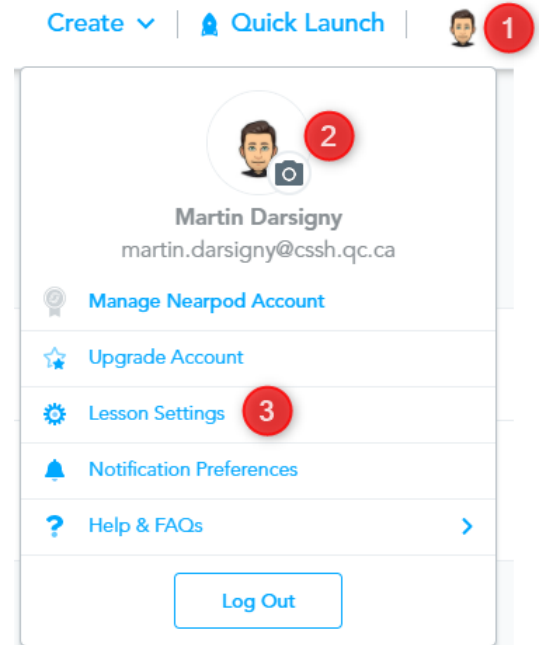 Create Quick Launch 1
2
Martin Darsigny
martin.darsigny@cssh.qc.ca
Manage Nearpod Account
Upgrade Account
Lesson Settings 3
Notification Preferences
Help & FAQs
Log Out